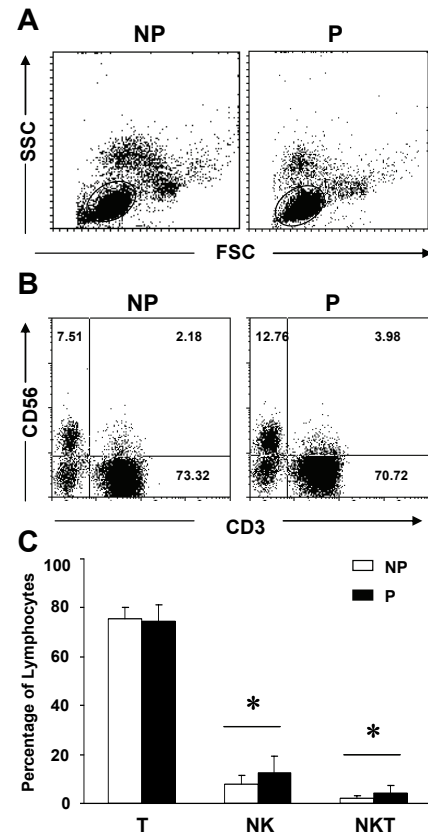 A
NP
P
SSC
FSC
B
NP
P
7.51
2.18
12.76
3.98
CD56
73.32
70.72
CD3
C
100
NP
P
80
60
40
20
0
Percentage of Lymphocytes
*
*
T
NK
NKT